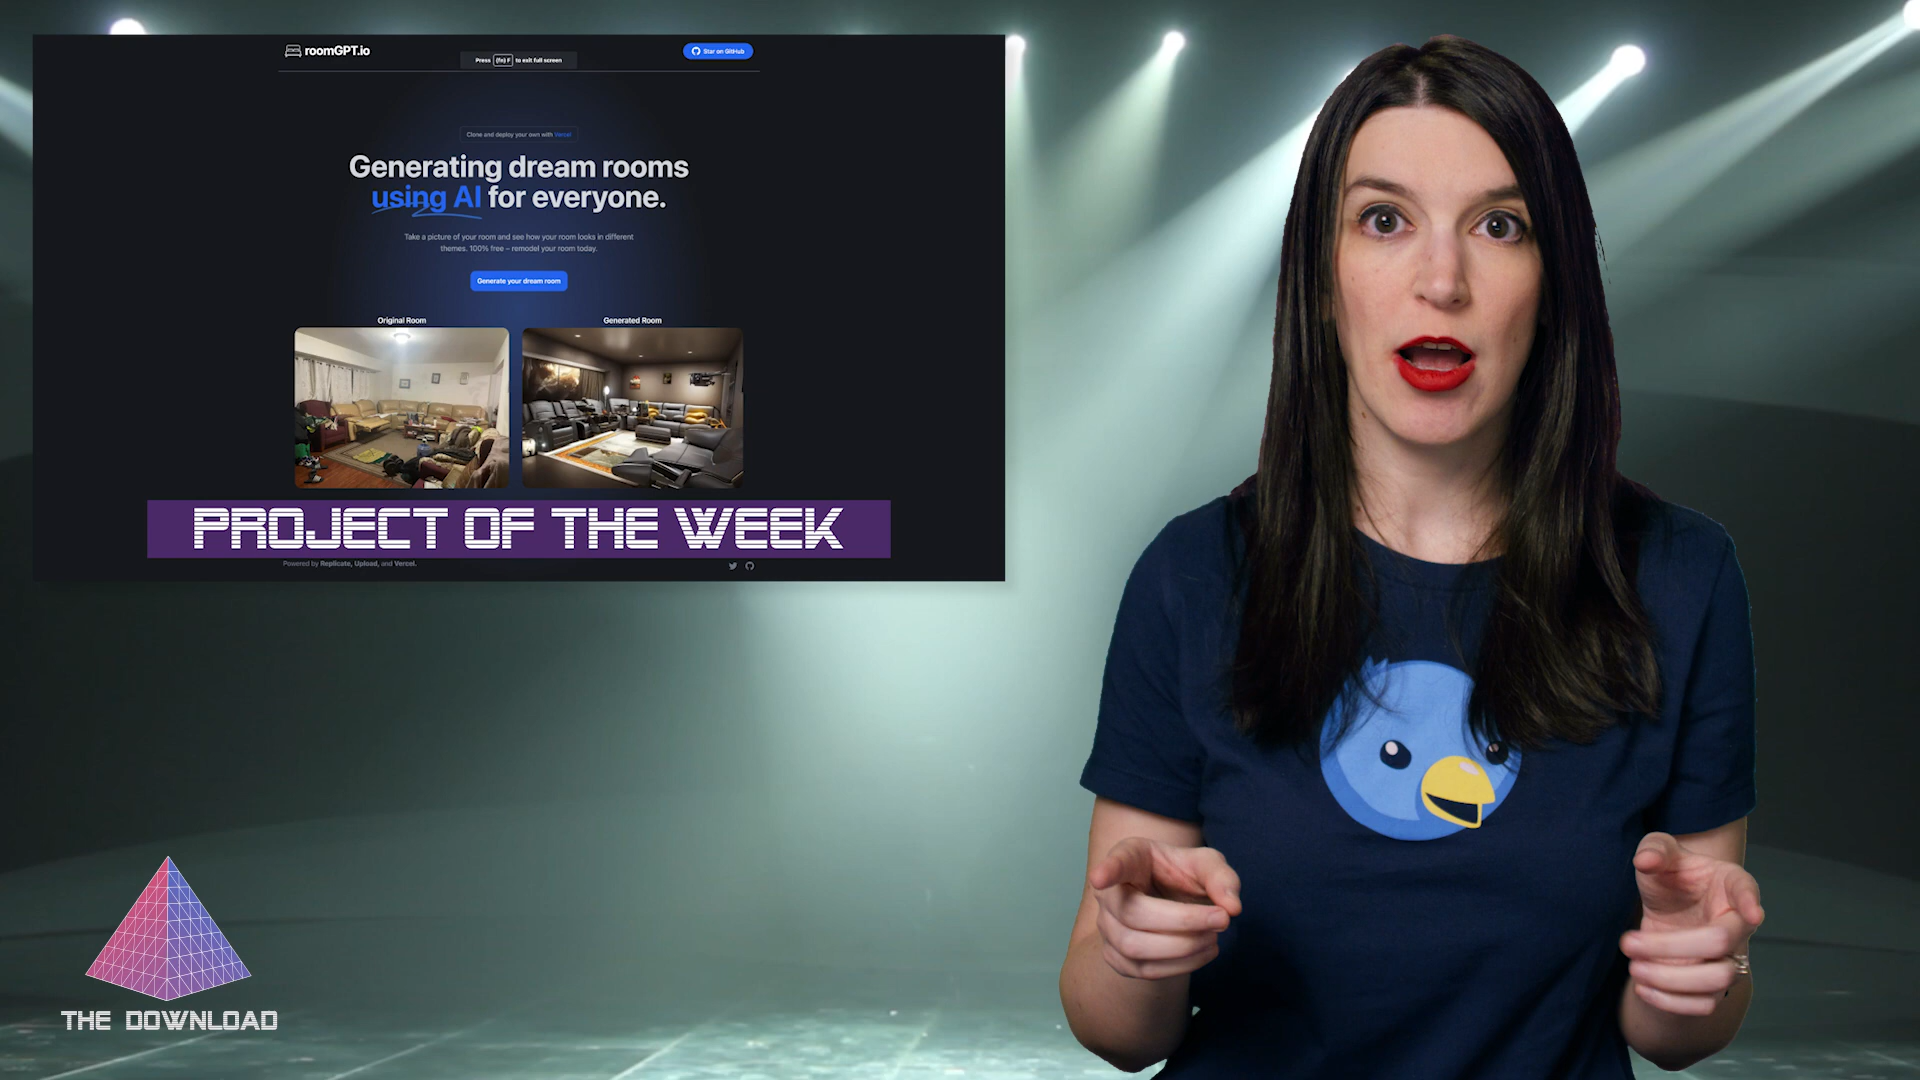 roomGPT.io
Press (fn) F to exit full screen
Star on GitHub
Clone and deploy your own with Vercel
Generating dream rooms
using AI for everyone.
Take a picture of your room and see how your room looks in different
themes. 100% free – remodel your room today.
Generate your dream room
Original Room
Generated Room
PROJECT OF THE WEEK
Powered by Replicate, Upload, and Vercel.
THE DOWNLOAD